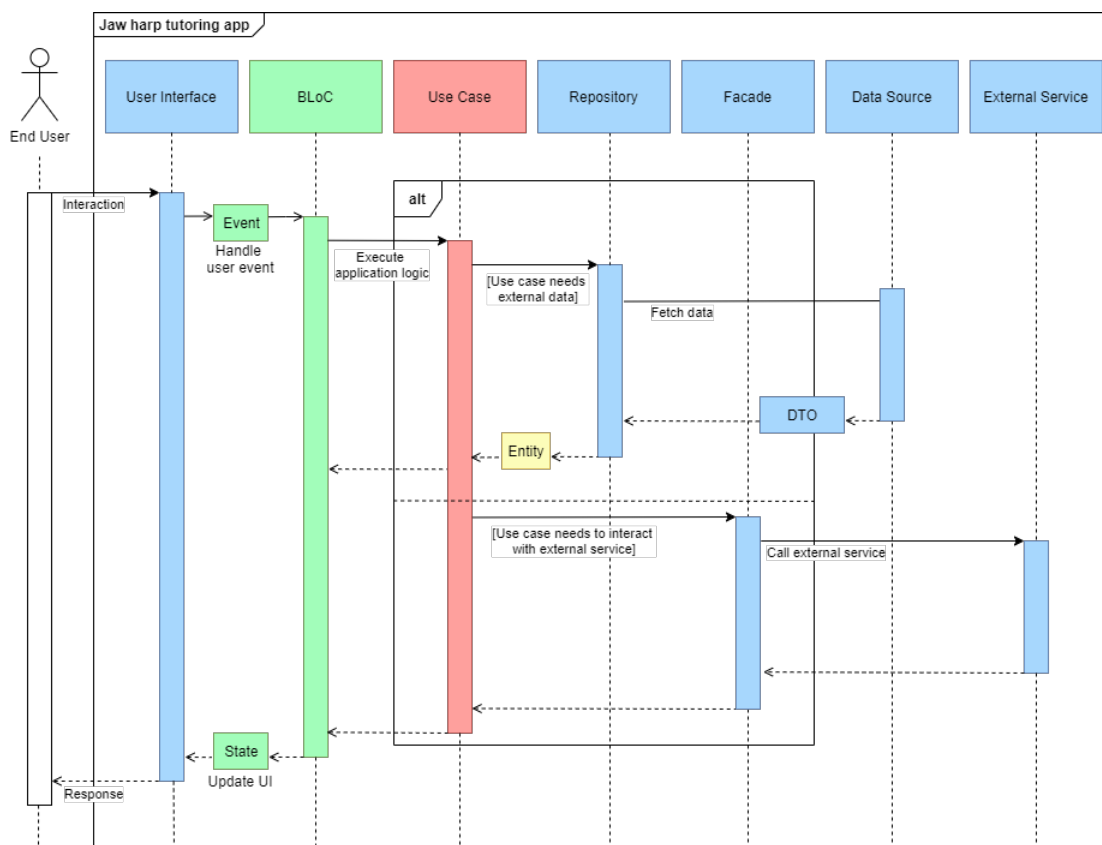 Jaw harp tutoring app
End User
User Interface
BLoC
Use Case
Repository
Facade
Data Source
External Service
alt
Interaction
Event
Handle
user event
Execute
application logic
[Use case needs
external data]
Fetch data
DTO
Entity
[Use case needs to interact
with external service]
Call external service
State
Update UI
Response